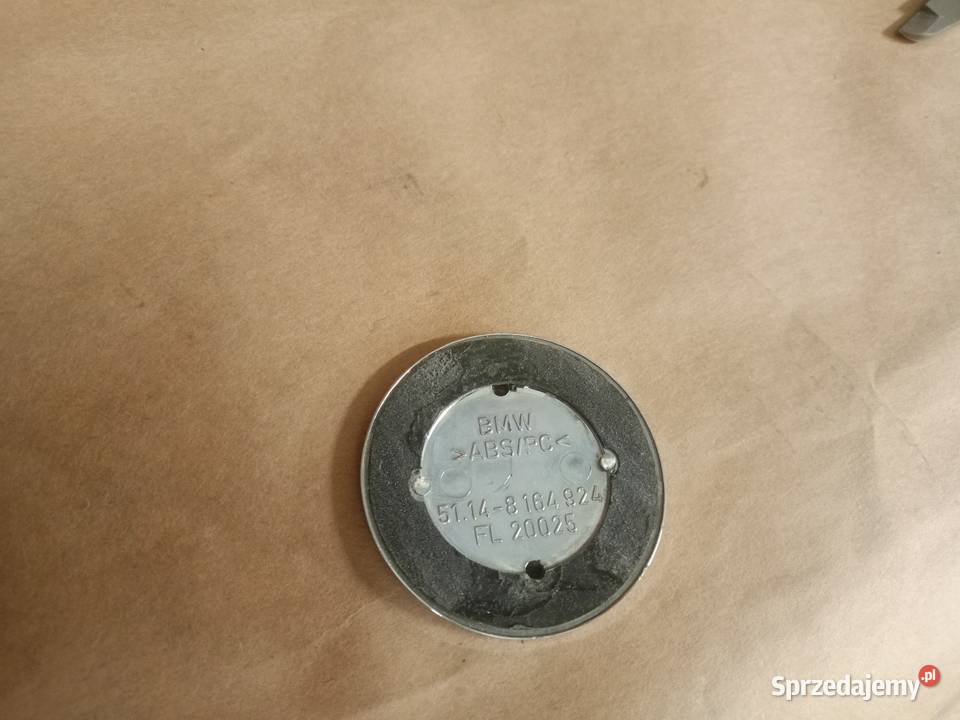 BMW
>ABS/PC<
51.14-8 164 924
FL 20025
Sprzedajemy.pl